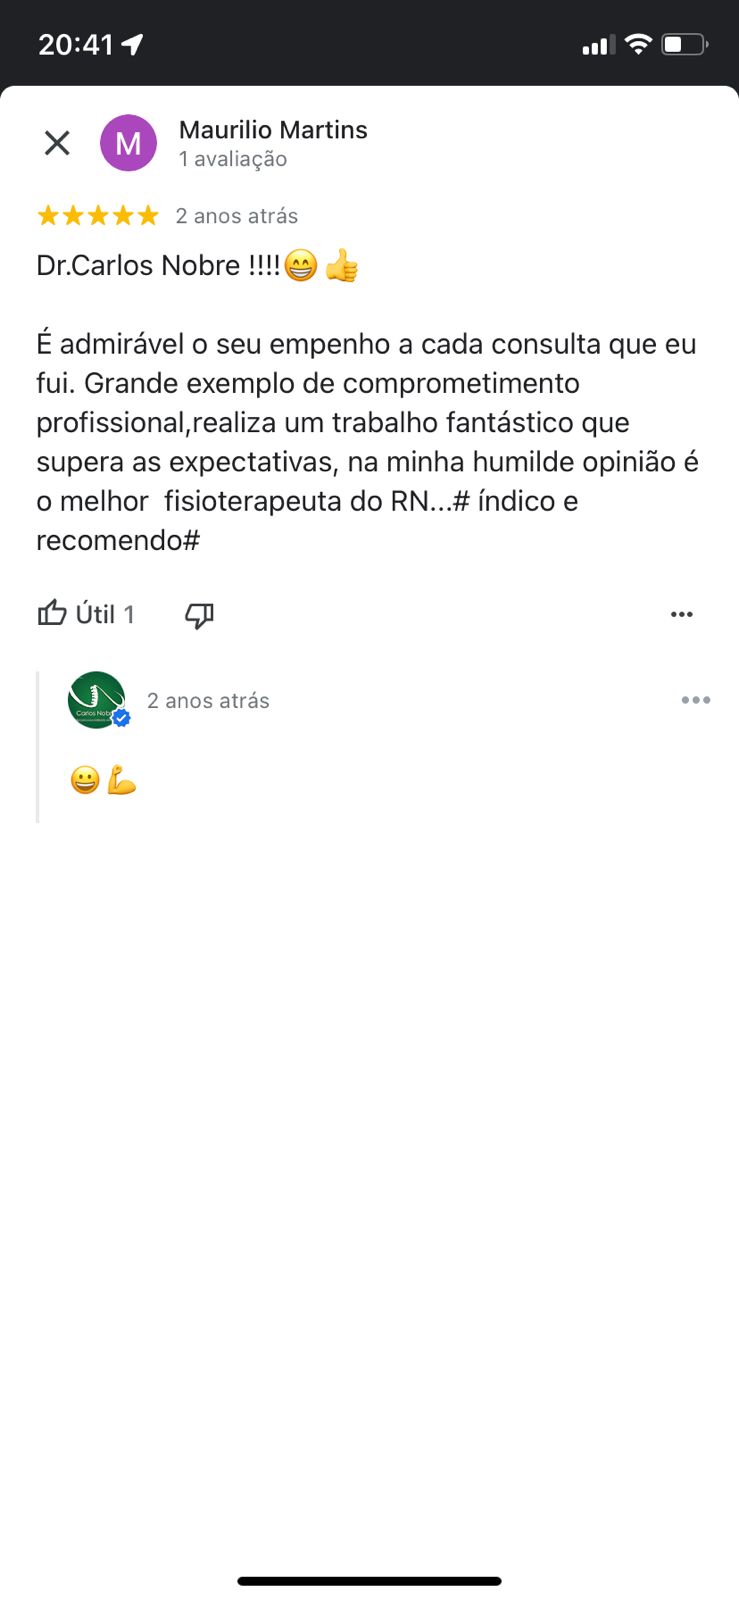 20:41
M
Maurilio Martins
1 avaliação
2 anos atrás
Dr.Carlos Nobre !!!!😁👍
É admirável o seu empenho a cada consulta que eu
fui. Grande exemplo de comprometimento
profissional,realiza um trabalho fantástico que
supera as expectativas, na minha humilde opinião é
o melhor  fisioterapeuta do RN...# índico e
recomendo#
Útil 1
Carlos Nobre
2 anos atrás
😀💪